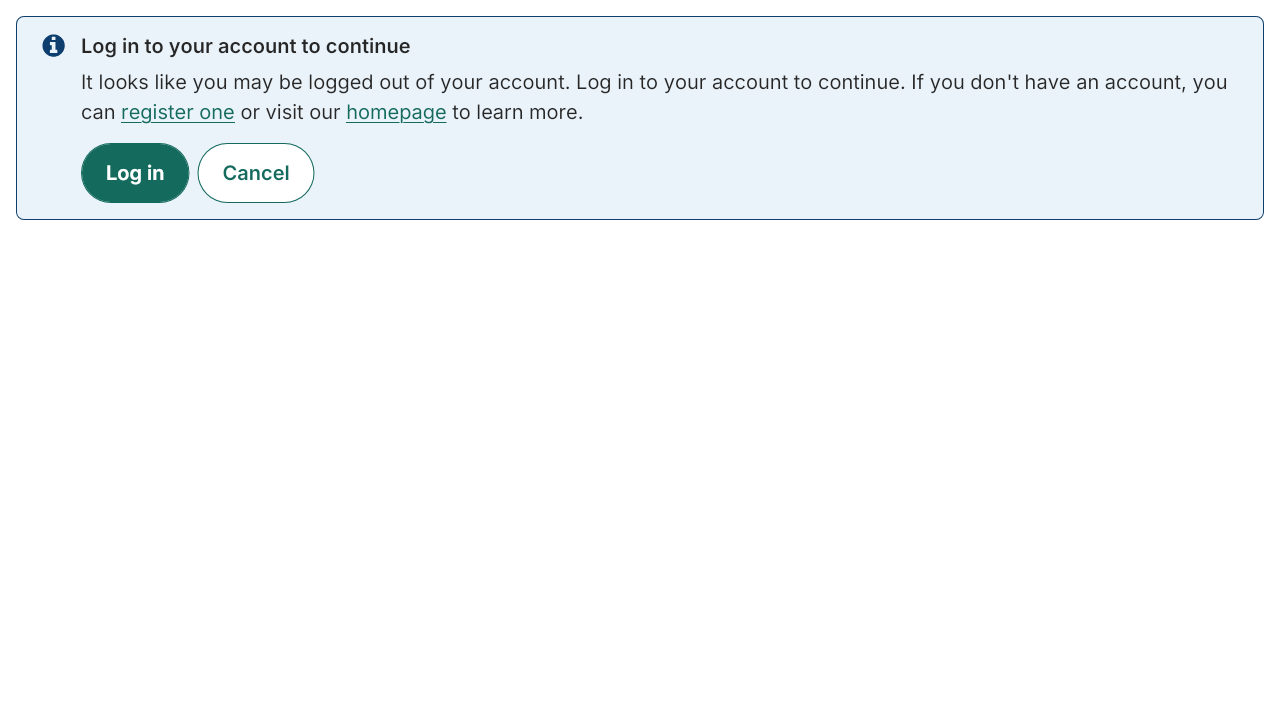 Log in to your account to continue
It looks like you may be logged out of your account. Log in to your account to continue. If you don't have an account, you
can register one or visit our homepage to learn more.
Log in
Cancel